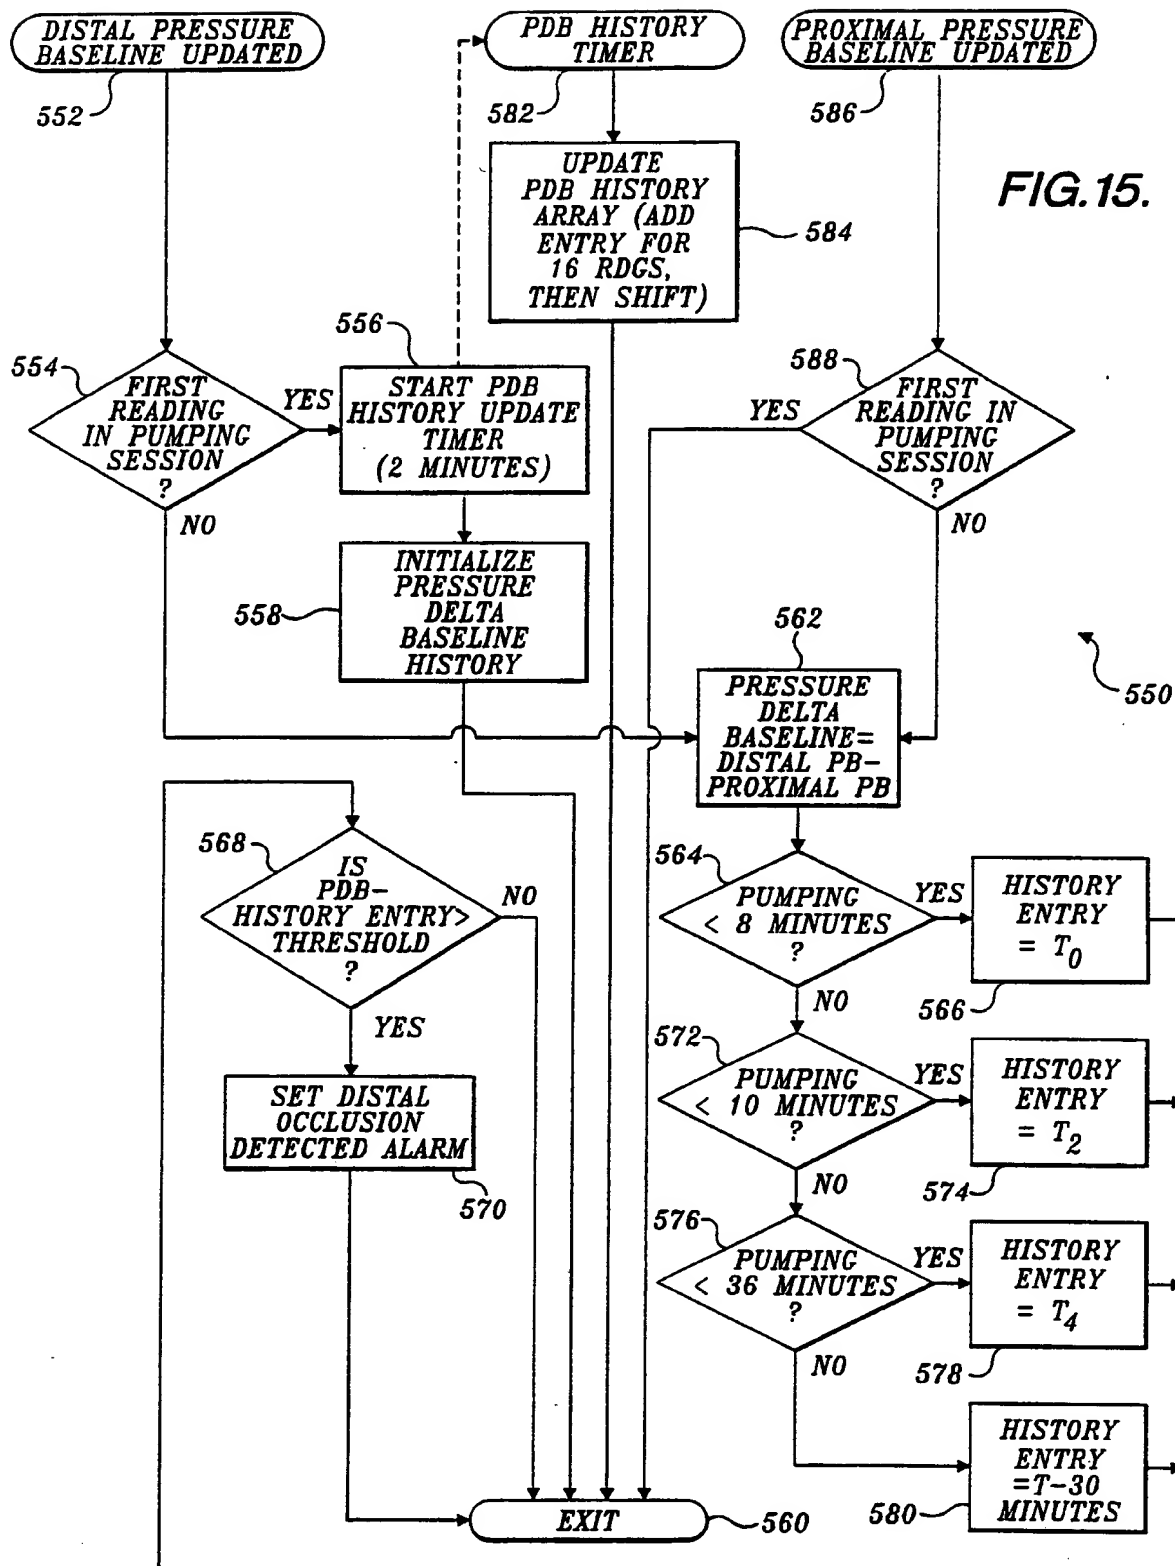 DISTAL PRESSURE
BASELINE UPDATED
552
PDB HISTORY
TIMER
582
PROXIMAL PRESSURE
BASELINE UPDATED
586
FIG.15.
UPDATE
PDB HISTORY
ARRAY (ADD
ENTRY FOR
16 RDGS,
THEN SHIFT)
584
554
FIRST
READING
IN PUMPING
SESSION
?
YES
NO
556
START PDB
HISTORY UPDATE
TIMER
(2 MINUTES)
588
FIRST
READING IN
PUMPING
SESSION
?
YES
NO
558
INITIALIZE
PRESSURE
DELTA
BASELINE
HISTORY
562
PRESSURE
DELTA
BASELINE=
DISTAL PB-
PROXIMAL PB
550
568
IS
PDB-
HISTORY ENTRY>
THRESHOLD
?
NO
YES
564
PUMPING
< 8 MINUTES
?
YES
NO
HISTORY
ENTRY
= T0
566
572
PUMPING
< 10 MINUTES
?
YES
NO
HISTORY
ENTRY
= T2
574
SET DISTAL
OCCLUSION
DETECTED ALARM
570
576
PUMPING
< 36 MINUTES
?
YES
NO
HISTORY
ENTRY
= T4
578
HISTORY
ENTRY
=T-30
MINUTES
580
EXIT
560